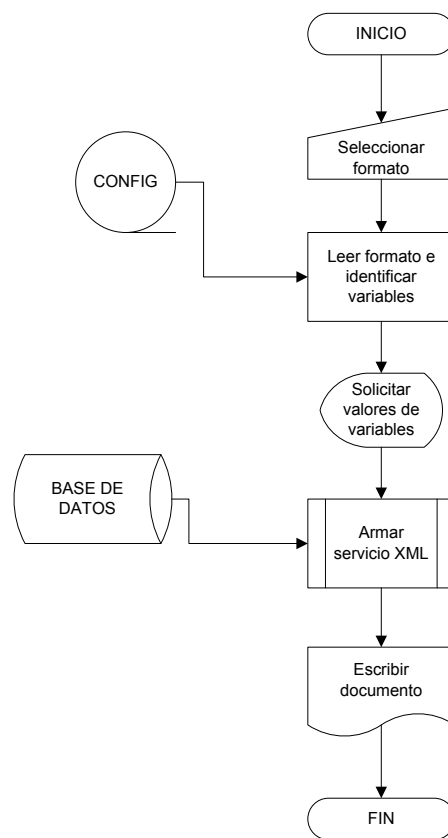 INICIO
Seleccionar
formato
CONFIG
Leer formato e
identificar
variables
Solicitar
valores de
variables
BASE DE
DATOS
Armar
servicio XML
Escribir
documento
FIN